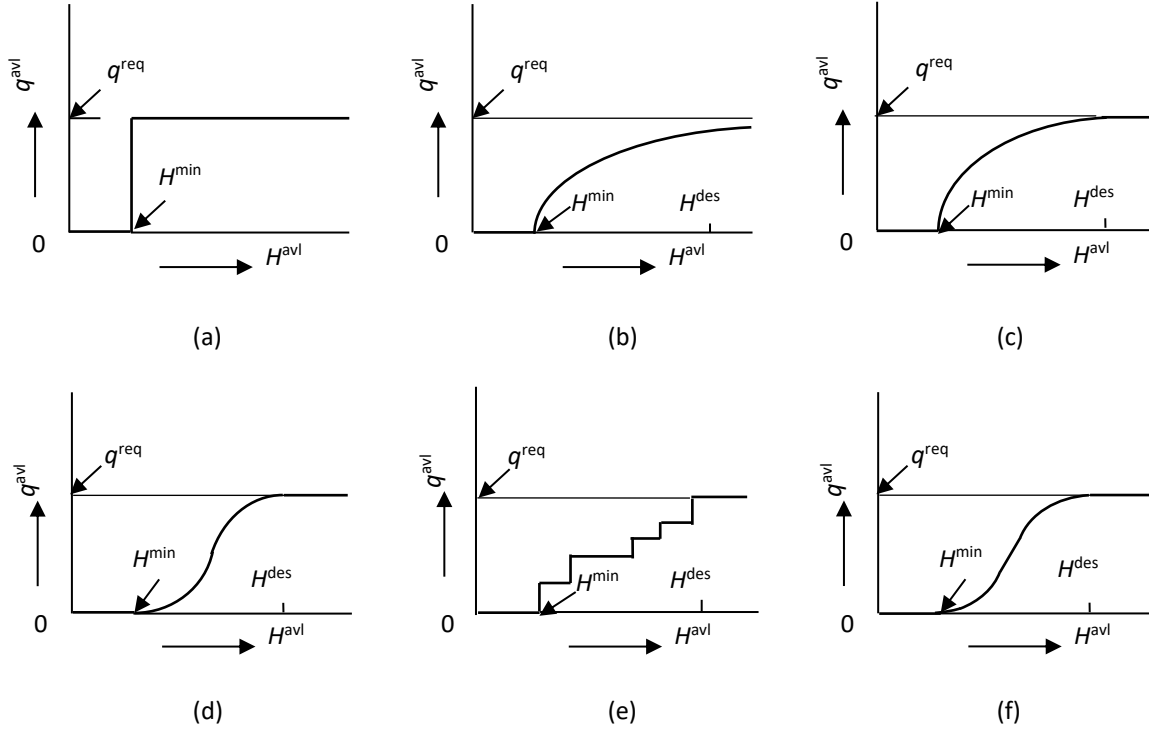 q^avl
q^req
H^min
0
H^avl
(a)
q^avl
q^req
H^min
H^des
0
H^avl
(b)
q^avl
q^req
H^min
H^des
0
H^avl
(c)
q^avl
q^req
H^min
H^des
0
H^avl
(d)
q^avl
q^req
H^min
H^des
0
H^avl
(e)
q^avl
q^req
H^min
H^des
0
H^avl
(f)